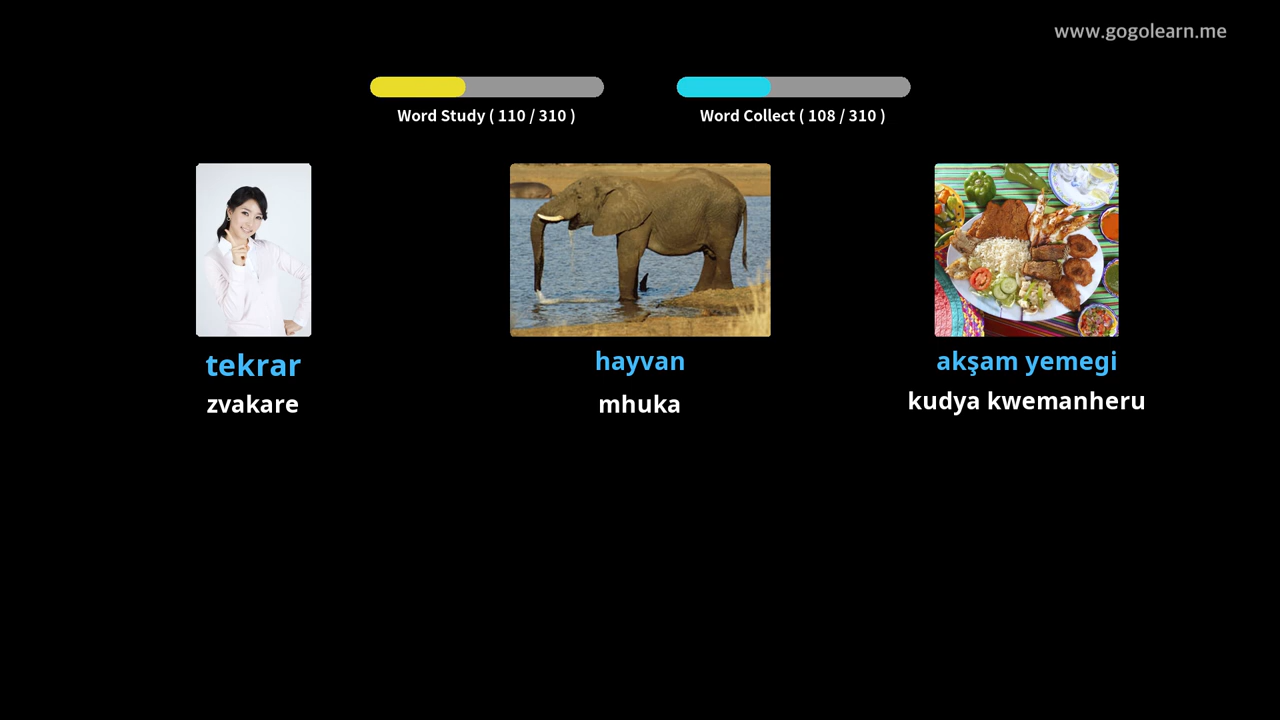 www.gogolearn.me
Word Study ( 110 / 310 )
Word Collect ( 108 / 310 )
tekrar
zvakare
hayvan
mhuka
akşam yemegi
kudya kwemanheru